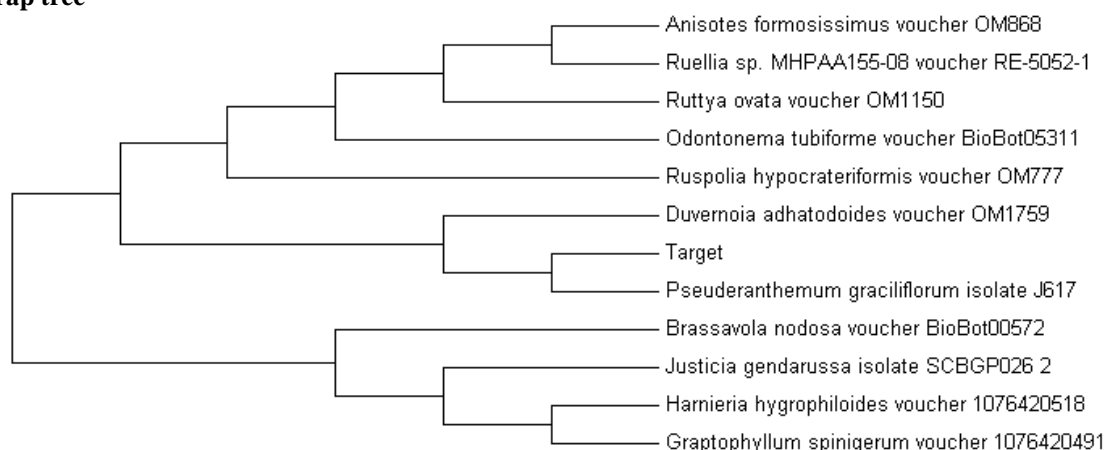 rap tree
Anisotes formosissimus voucher OM868
Ruellia sp. MHPAA155-08 voucher RE-5052-1
Ruttya ovata voucher OM1150
Odontonema tubiforme voucher BioBot05311
Ruspolia hypocrateriformis voucher OM777
Duvernoia adhatodoides voucher OM1759
Target
Pseuderanthemum graciliflorum isolate J617
Brassavola nodosa voucher BioBot00572
Justicia gendarussa isolate SCBGP026 2
Harnieria hygrophiloides voucher 1076420518
Graptophyllum spinigerum voucher 1076420491